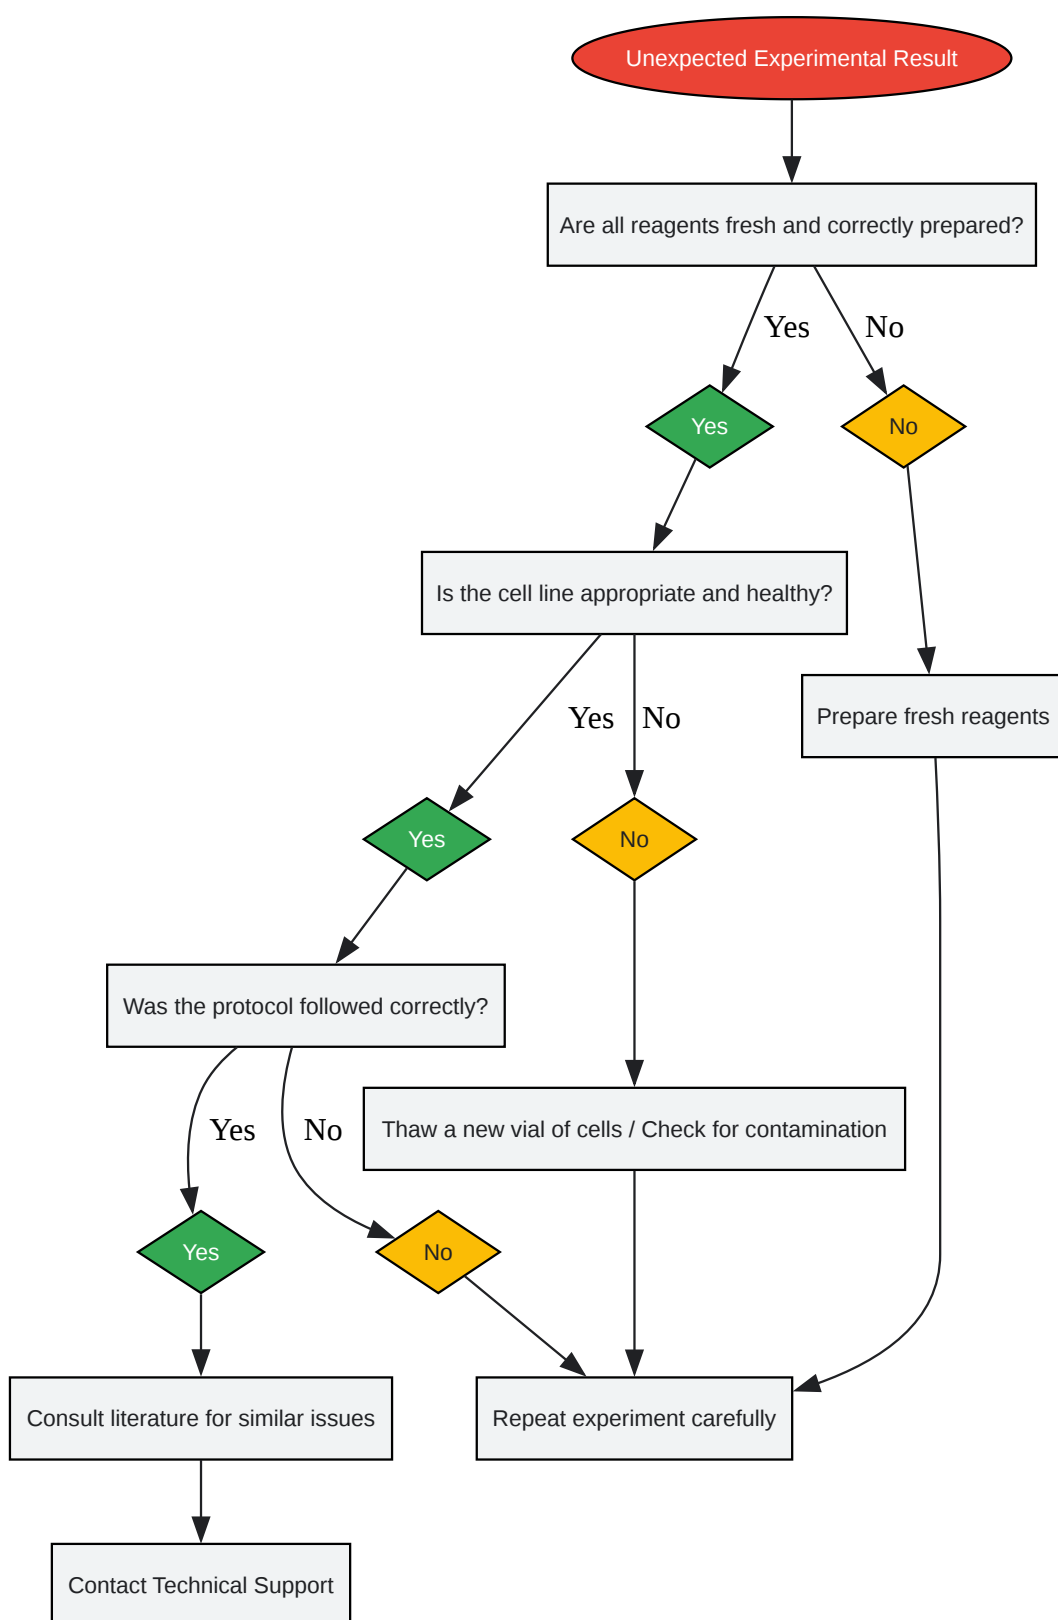 Unexpected Experimental Result
Are all reagents fresh and correctly prepared?
Yes
No
Yes
No
Is the cell line appropriate and healthy?
Prepare fresh reagents
Yes
No
Yes
No
Was the protocol followed correctly?
Thaw a new vial of cells / Check for contamination
Yes
No
Yes
No
Consult literature for similar issues
Repeat experiment carefully
Contact Technical Support